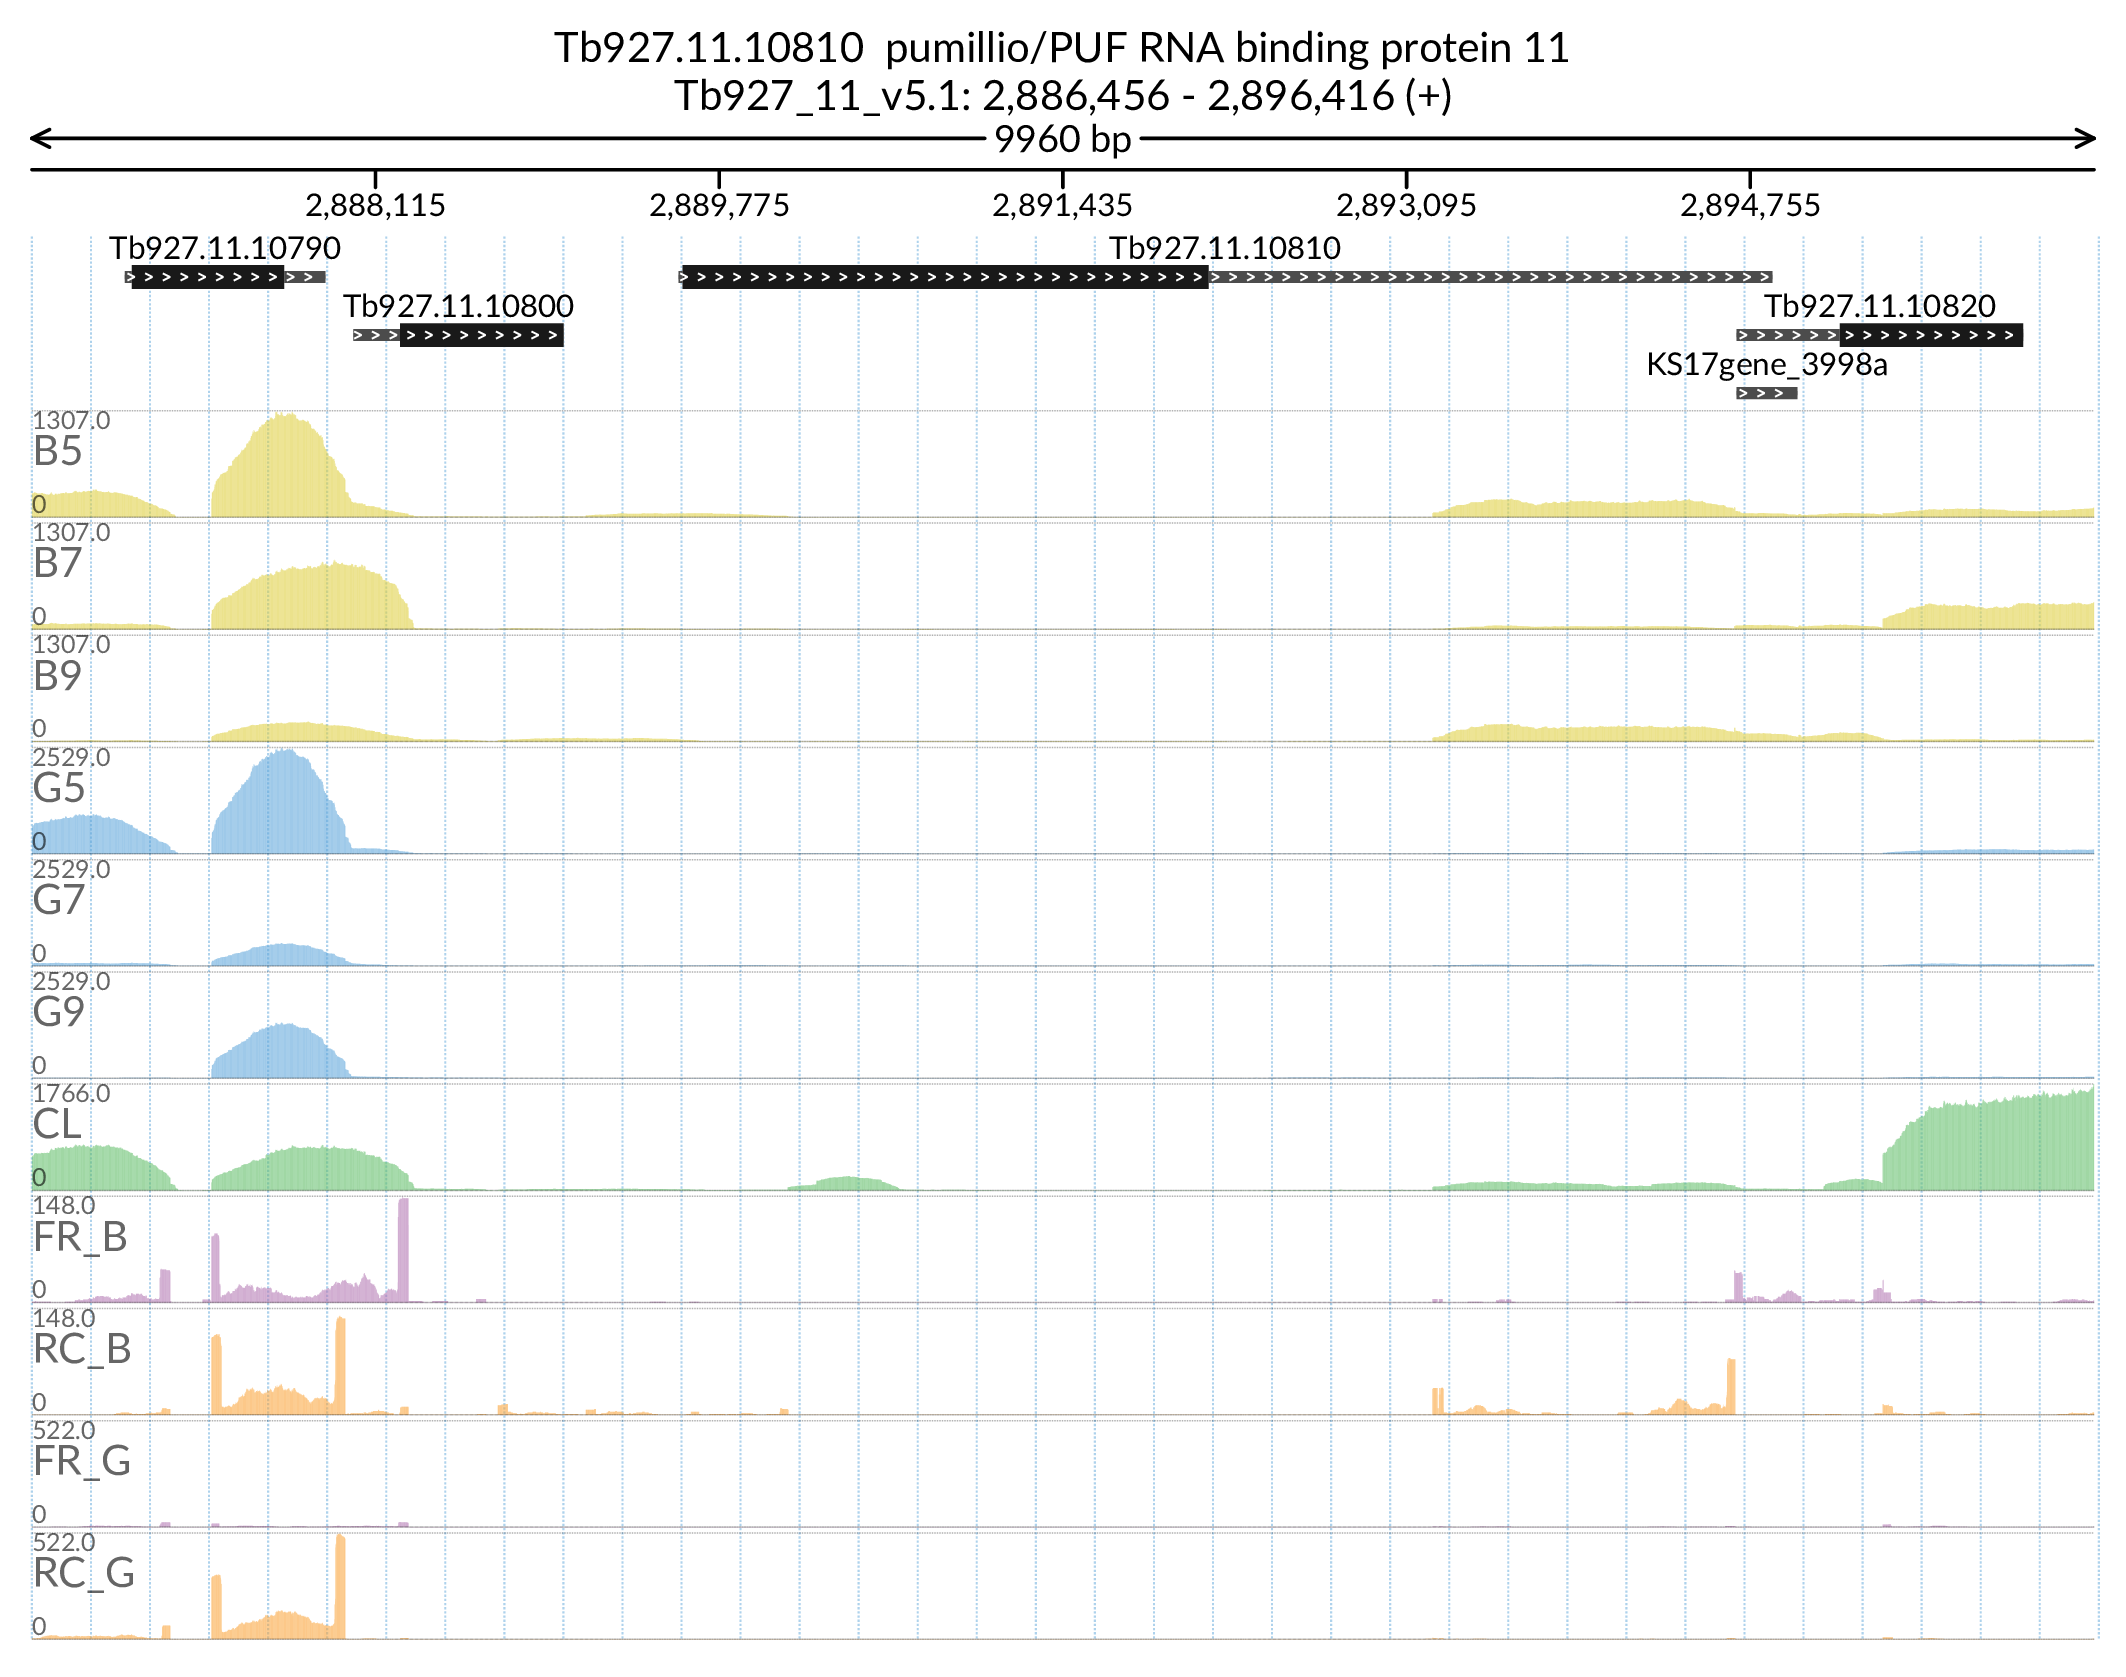 Tb927.11.10810  pumillio/PUF RNA binding protein 11
Tb927_11_v5.1: 2,886,456 - 2,896,416 (+)
9960 bp
2,888,115 2,889,775 2,891,435 2,893,095 2,894,755
Tb927.11.10790 Tb927.11.10810
Tb927.11.10800 Tb927.11.10820
KS17gene_3998a
1307.0
B5
0
1307.0
B7
0
1307.0
B9
0
2529.0
G5
0
2529.0
G7
0
2529.0
G9
0
1766.0
CL
0
148.0
FR_B
0
148.0
RC_B
0
522.0
FR_G
0
522.0
RC_G
0